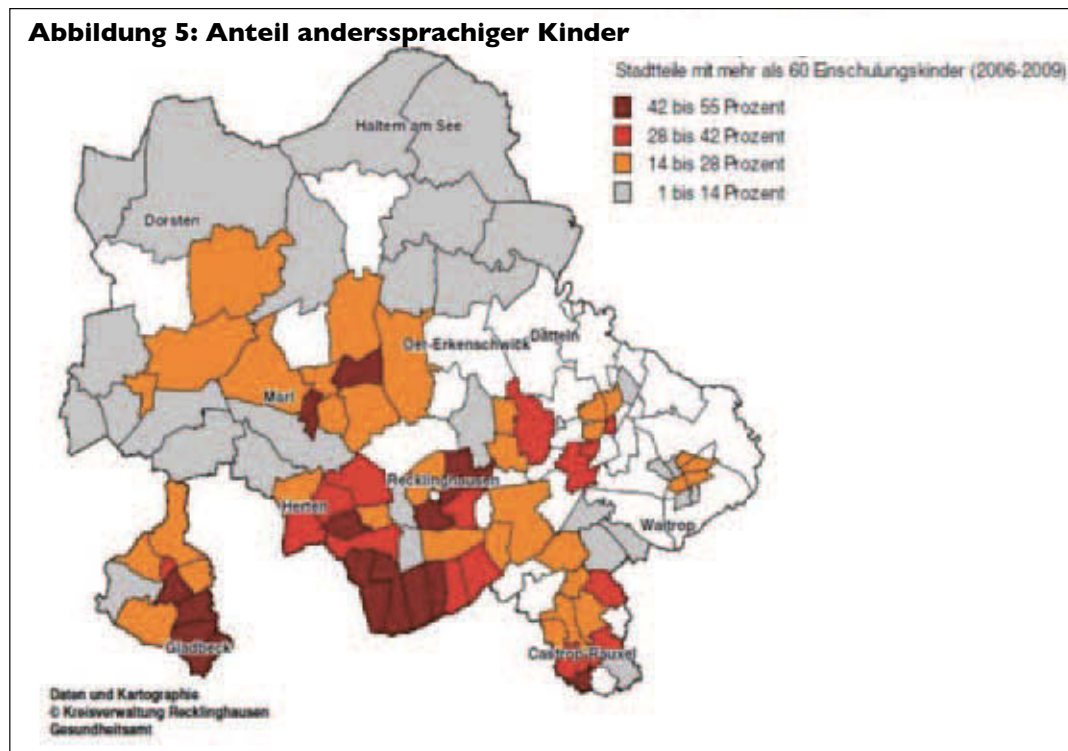 Abbildung 5: Anteil anderssprachiger Kinder
Stadtteile mit mehr als 60 Einschulungskinder (2006-2009)
42 bis 55 Prozent
28 bis 42 Prozent
14 bis 28 Prozent
1 bis 14 Prozent
Haltern am See
Dorsten
Oer-Erkenschwick
Datteln
Marl
Recklinghausen
Herten
Waltrop
Gladbeck
Castrop-Rauxel
Daten und Kartographie
© Kreisverwaltung Recklinghausen
Gesundheitsamt